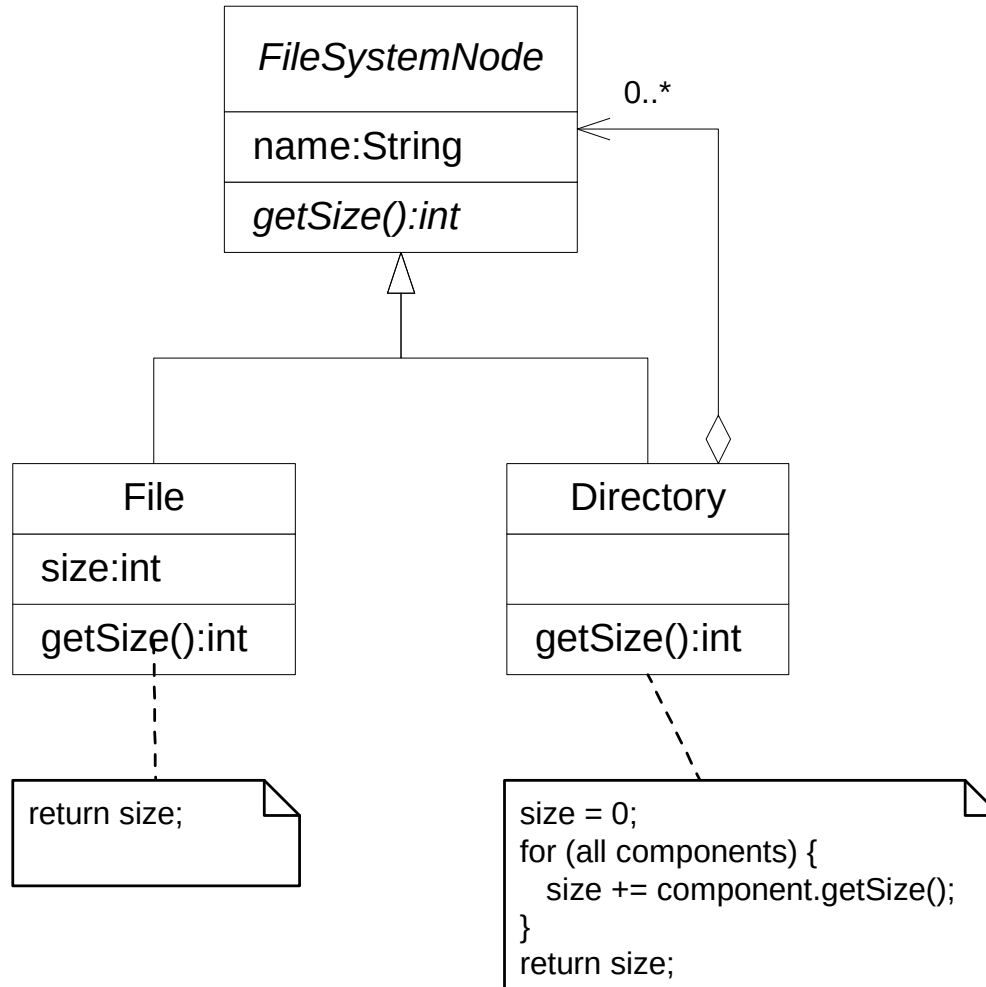 FileSystemNode
0..*
name:String
getSize():int
File
size:int
getSize():int
Directory
getSize():int
return size;
size = 0;
for (all components) {
size += component.getSize();
}
return size;